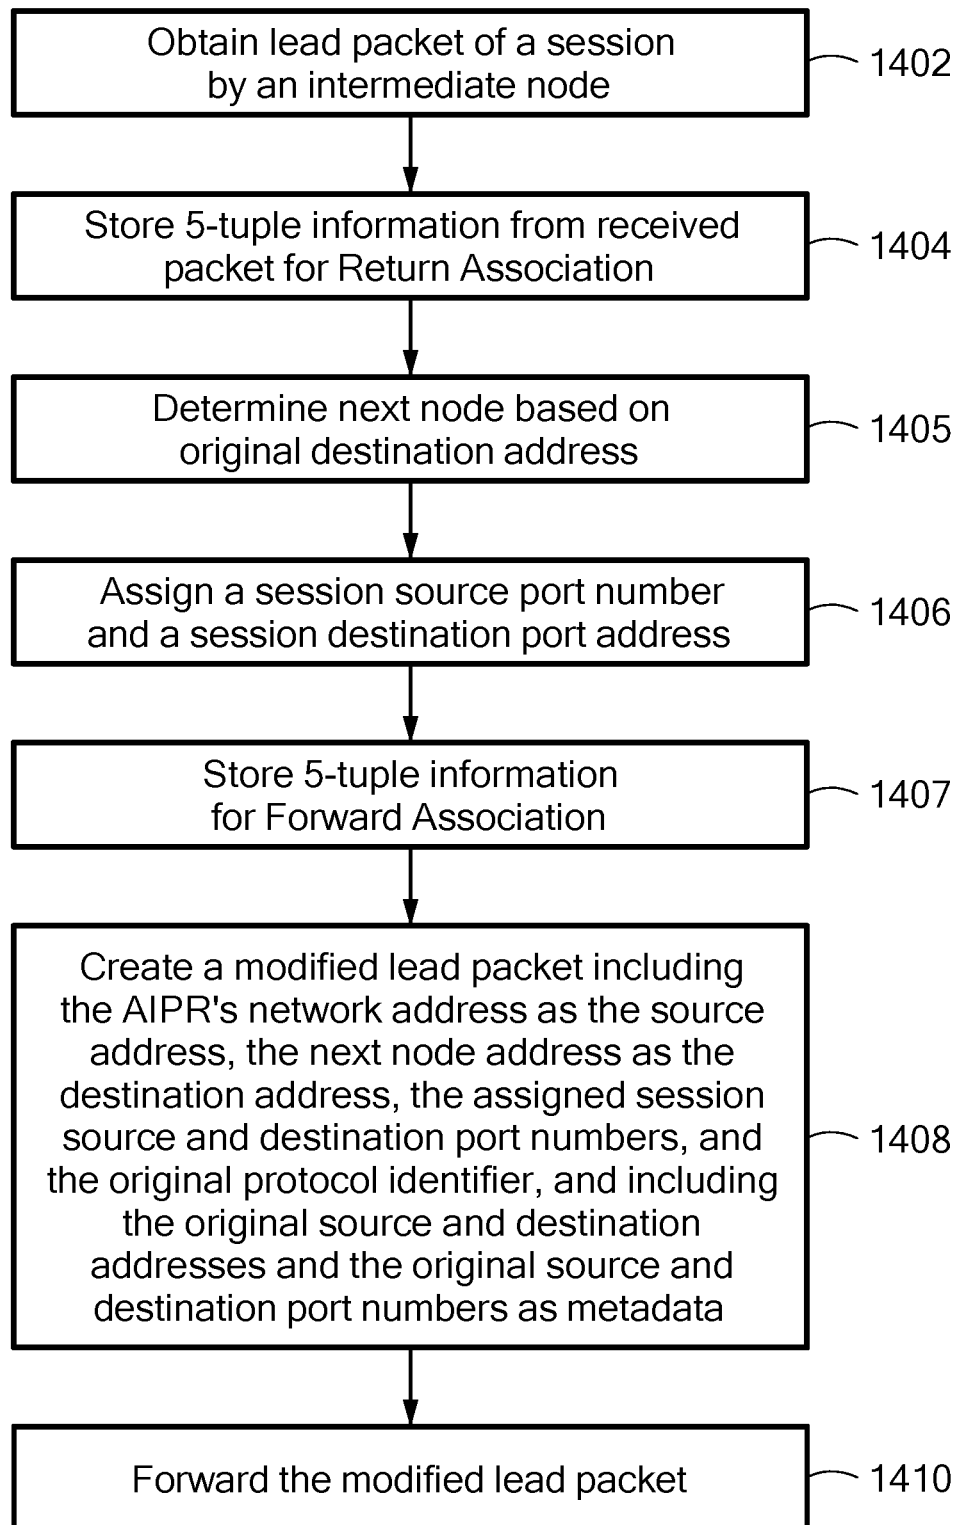 Obtain lead packet of a session
by an intermediate node
1402
Store 5-tuple information from received
packet for Return Association
1404
Determine next node based on
original destination address
1405
Assign a session source port number
and a session destination port address
1406
Store 5-tuple information
for Forward Association
1407
Create a modified lead packet including
the AIPR's network address as the source
address, the next node address as the
destination address, the assigned session
source and destination port numbers, and
the original protocol identifier, and including
the original source and destination
addresses and the original source and
destination port numbers as metadata
1408
Forward the modified lead packet
1410